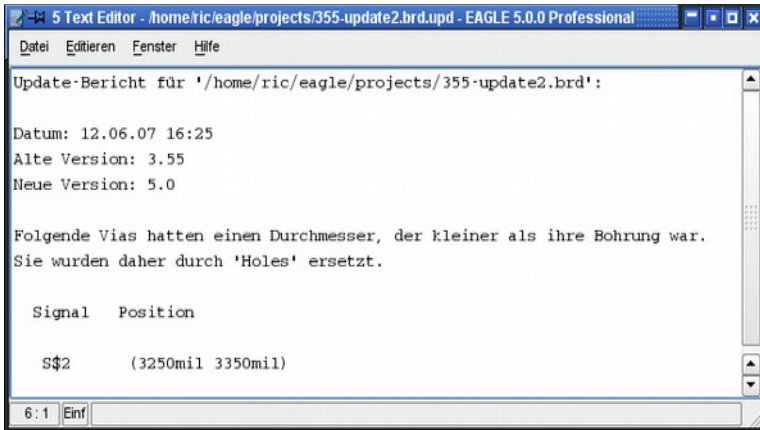 5 Text Editor - /home/ric/eagle/projects/355-update2.brd.upd - EAGLE 5.0.0 Professional
Datei Editieren Fenster Hilfe
Update-Bericht für '/home/ric/eagle/projects/355-update2.brd':
Datum: 12.06.07 16:25
Alte Version: 3.55
Neue Version: 5.0
Folgende Vias hatten einen Durchmesser, der kleiner als ihre Bohrung war.
Sie wurden daher durch 'Holes' ersetzt.
Signal Position
S$2 (3250mil 3350mil)
6:1 Einf